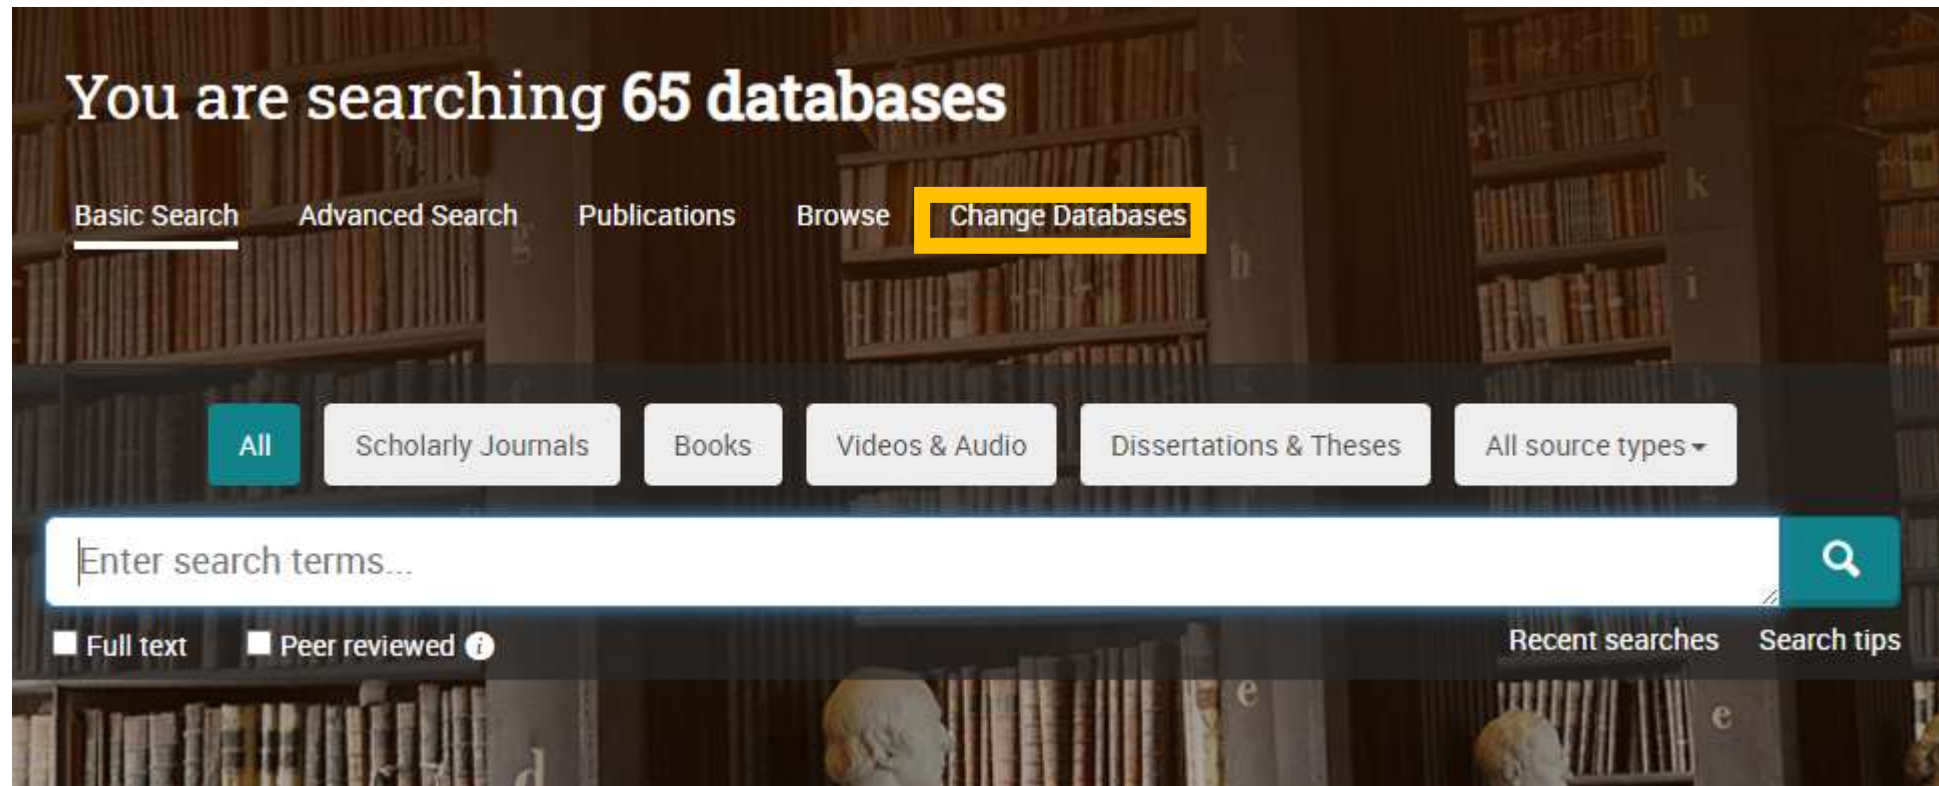 You are searching 65 databases
Basic Search Advanced Search Publications Browse Change Databases
All Scholarly Journals Books Videos & Audio Dissertations & Theses All source types
Enter search terms...
Full text Peer reviewed i Recent searches Search tips
k
i
h
g
e
d
e
m
l
k
i
h
e